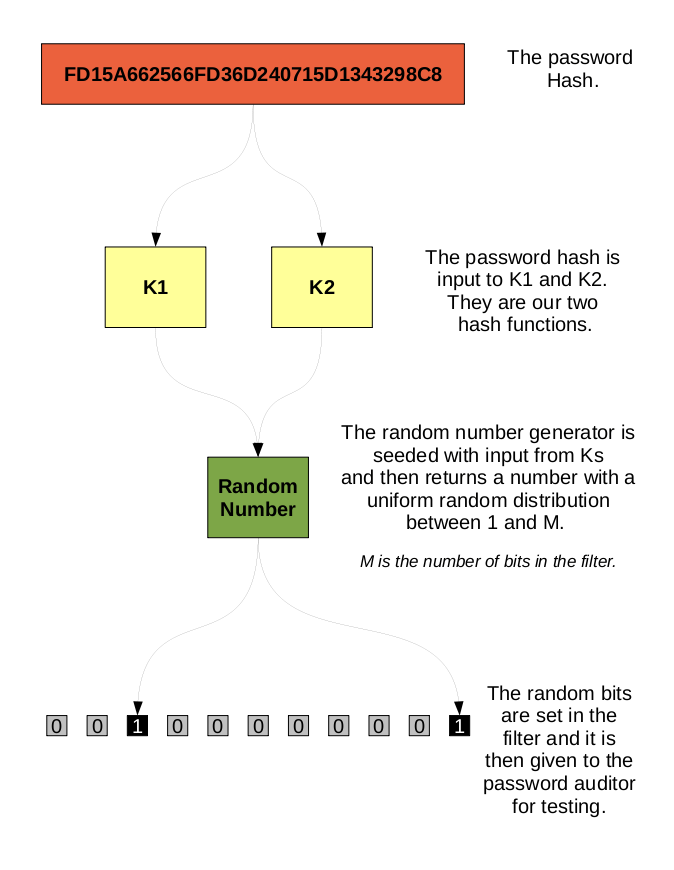 FD15A662566FD36D240715D1343298C8
The password
Hash.
K1
K2
The password hash is
input to K1 and K2.
They are our two
hash functions.
Random
Number
The random number generator is
seeded with input from Ks
and then returns a number with a
uniform random distribution
between 1 and M.
M is the number of bits in the filter.
0 0 1 0 0 0 0 0 0 0 1
The random bits
are set in the
filter and it is
then given to the
password auditor
for testing.